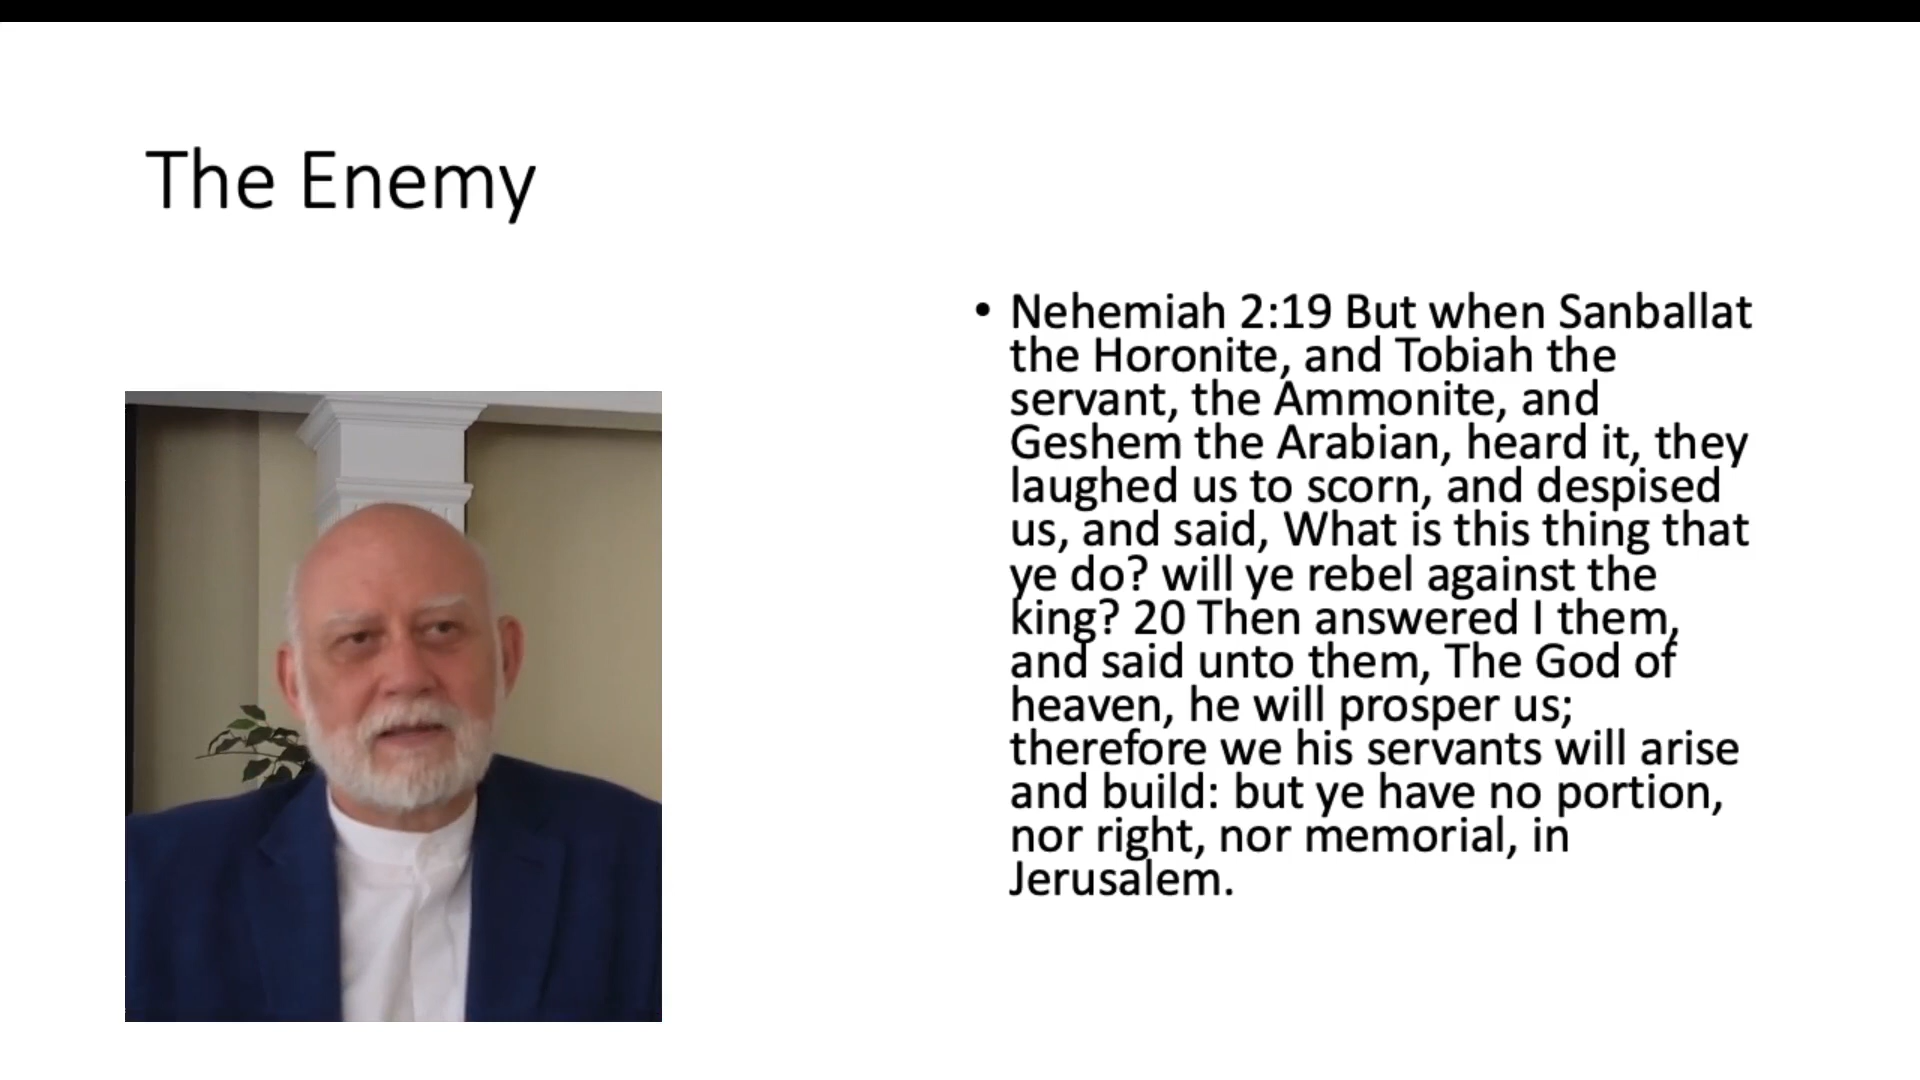 The Enemy
• Nehemiah 2:19 But when Sanballat
the Horonite, and Tobiah the
servant, the Ammonite, and
Geshem the Arabian, heard it, they
laughed us to scorn, and despised
us, and said, What is this thing that
ye do? will ye rebel against the
king? 20 Then answered I them,
and said unto them, The God of
heaven, he will prosper us;
therefore we his servants will arise
and build: but ye have no portion,
nor right, nor memorial, in
Jerusalem.